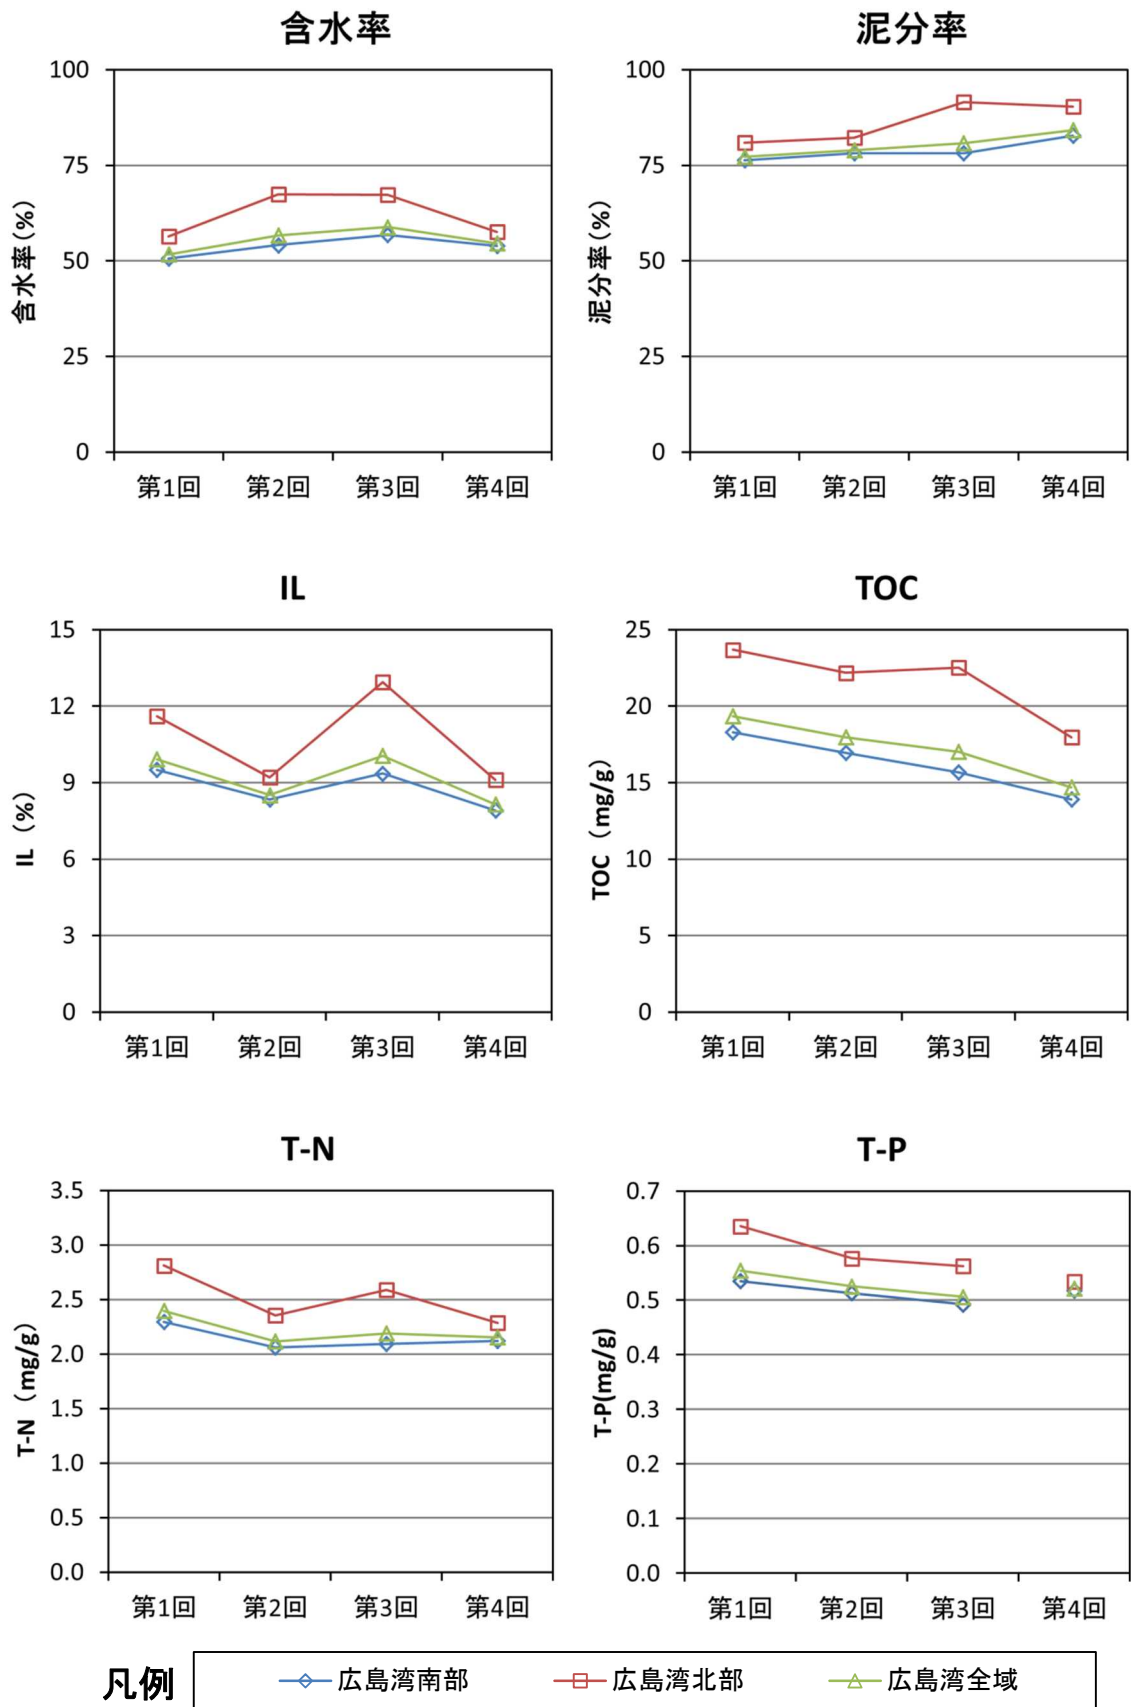 含水率
100
75
50
25
0
含水率(%)
第1回 第2回 第3回 第4回
泥分率
100
75
50
25
0
泥分率(%)
第1回 第2回 第3回 第4回
IL
15
12
9
6
3
0
IL（%）
第1回 第2回 第3回 第4回
TOC
25
20
15
10
5
0
TOC（mg/g）
第1回 第2回 第3回 第4回
T-N
3.5
3.0
2.5
2.0
1.5
1.0
0.5
0.0
T-N（mg/g）
第1回 第2回 第3回 第4回
T-P
0.7
0.6
0.5
0.4
0.3
0.2
0.1
0.0
T-P(mg/g)
第1回 第2回 第3回 第4回
凡例 広島湾南部 広島湾北部 広島湾全域